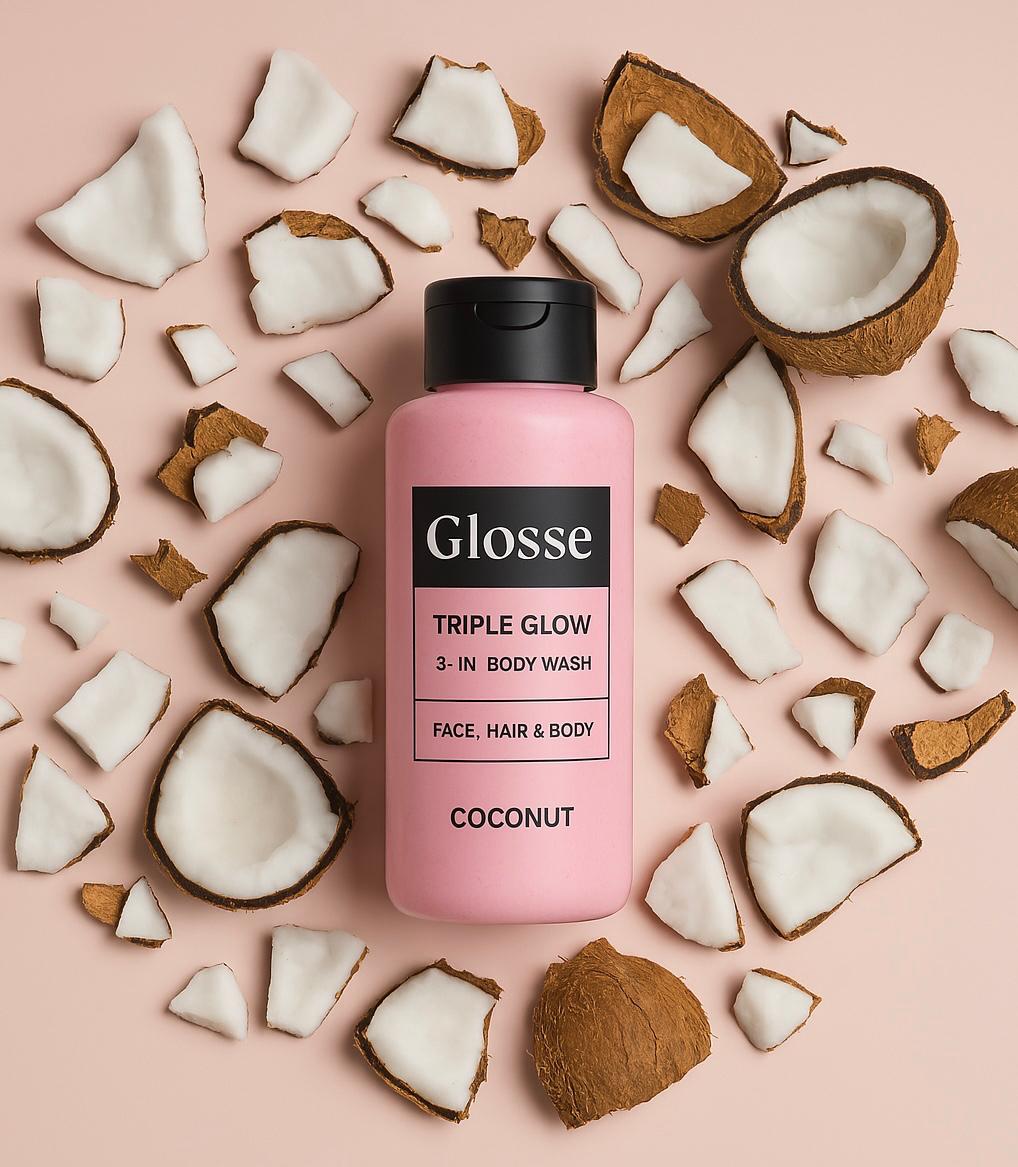 Glosse
TRIPLE GLOW
3- IN  BODY WASH
FACE, HAIR & BODY
COCONUT